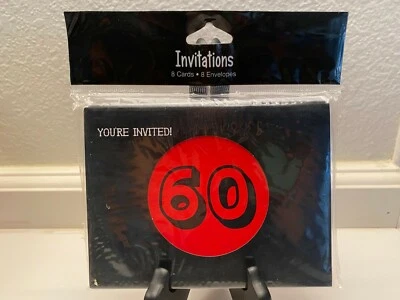 Invitations
8 Cards • 8 Envelopes
YOU'RE INVITED!
60